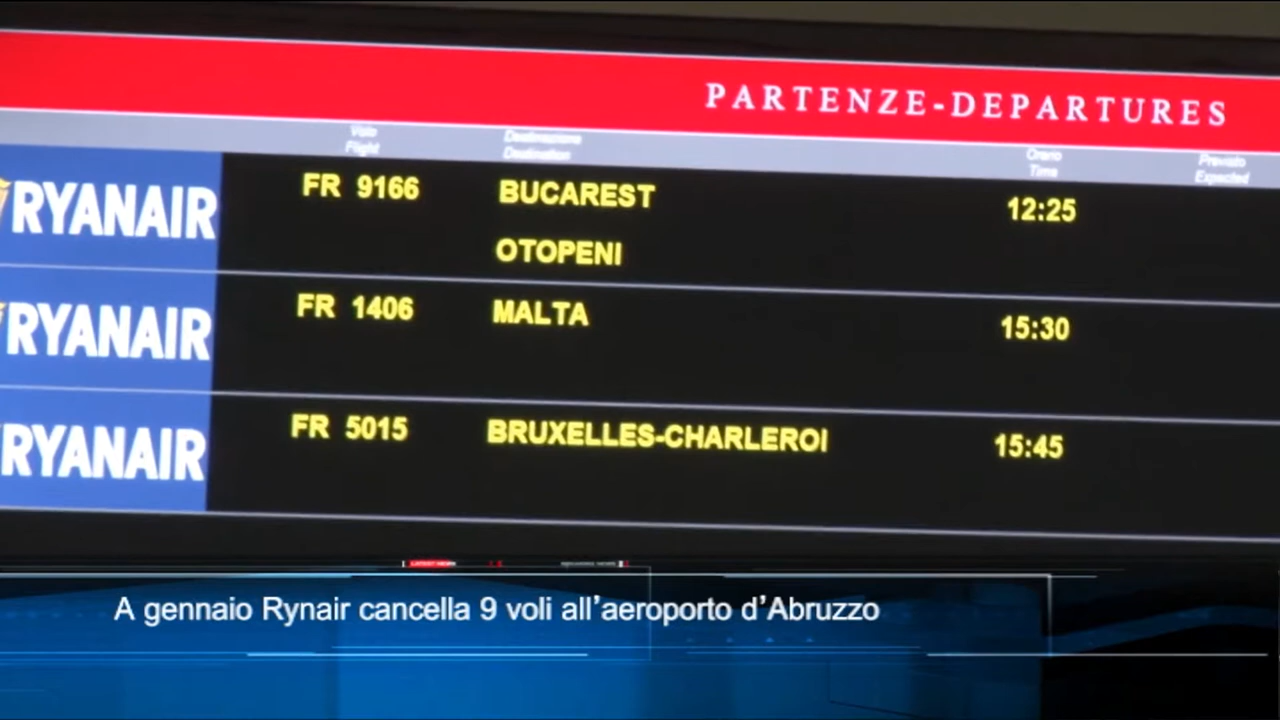 PARTENZE-DEPARTURES
Volo
Flight
Destinazione
Destination
Orario
Time
Previsto
Expected
RYANAIR FR 9166 BUCAREST 12:25
OTOPENI
RYANAIR FR 1406 MALTA 15:30
RYANAIR FR 5015 BRUXELLES-CHARLEROI 15:45
A gennaio Rynair cancella 9 voli all'aeroporto d'Abruzzo